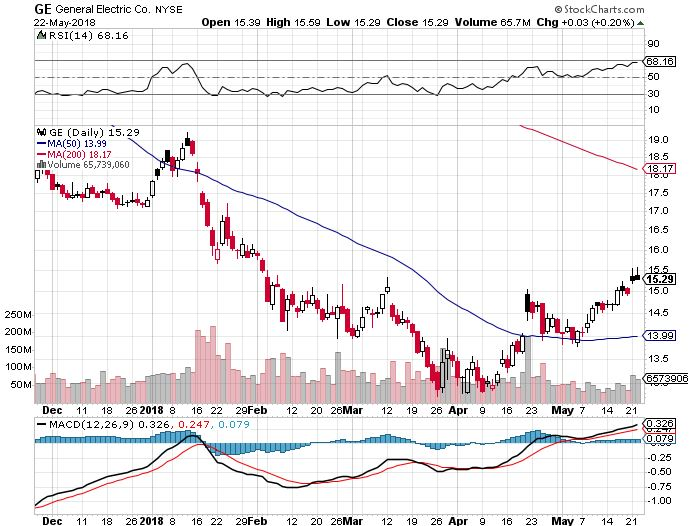 GE General Electric Co. NYSE © StockCharts.com
22-May-2018 Open 15.39 High 15.59 Low 15.29 Close 15.29 Volume 65.7M Chg +0.03 (+0.20%)
RSI(14) 68.16
90
68.16
50
30
10
GE (Daily) 15.29
MA(50) 13.99
MA(200) 18.17
Volume 65,739,060
19.0
18.5
18.17
18.0
17.5
17.0
16.5
16.0
15.5
15.29
15.0
14.5
13.99
13.5
6573906
250M
200M
150M
100M
50M
Dec 11 18 26 2018 8 16 22 29 Feb 12 20 26 Mar 12 19 26 Apr 9 16 23 May 7 14 21
MACD(12,26,9) 0.326, 0.247, 0.079
0.326
0.247
0.079
-0.25
-0.50
-0.75
-1.00
Dec 11 18 26 2018 8 16 22 29 Feb 12 20 26 Mar 12 19 26 Apr 9 16 23 May 7 14 21